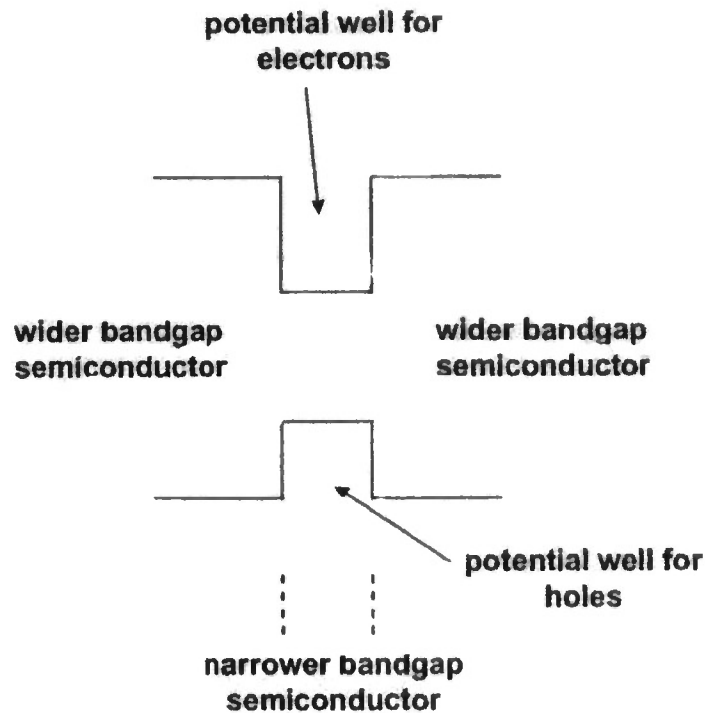 potential well for
electrons
wider bandgap
semiconductor
wider bandgap
semiconductor
potential well for
holes
narrower bandgap
semiconductor